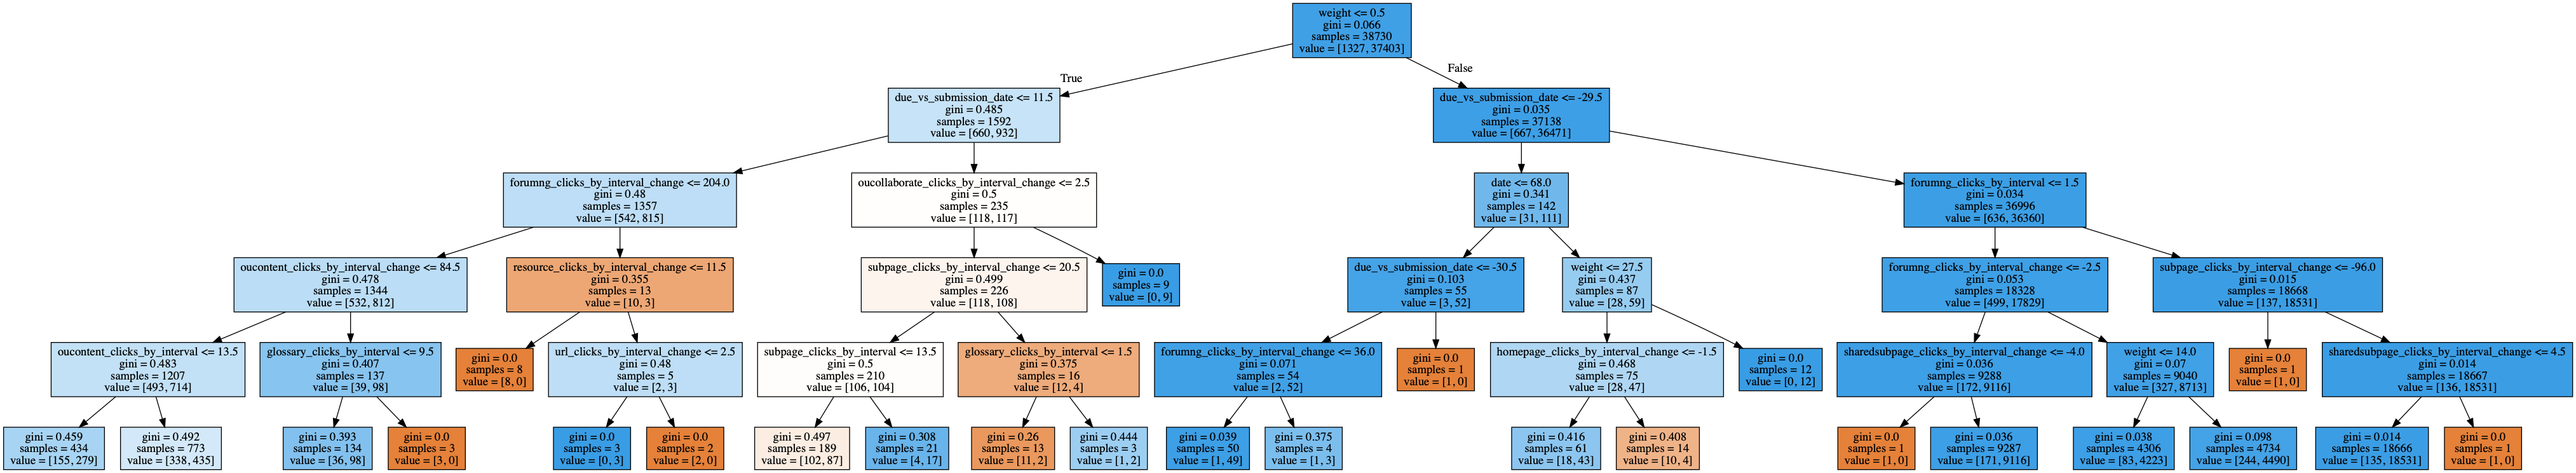 weight <= 0.5
gini = 0.066
samples = 38730
value = [1327, 37403]
True
False
due_vs_submission_date <= 11.5
gini = 0.485
samples = 1592
value = [660, 932]
due_vs_submission_date <= -29.5
gini = 0.035
samples = 37138
value = [667, 36471]
forumng_clicks_by_interval_change <= 204.0
gini = 0.48
samples = 1357
value = [542, 815]
oucollaborate_clicks_by_interval_change <= 2.5
gini = 0.5
samples = 235
value = [118, 117]
date <= 68.0
gini = 0.341
samples = 142
value = [31, 111]
forumng_clicks_by_interval <= 1.5
gini = 0.034
samples = 36996
value = [636, 36360]
oucontent_clicks_by_interval_change <= 84.5
gini = 0.478
samples = 1344
value = [532, 812]
resource_clicks_by_interval_change <= 11.5
gini = 0.355
samples = 13
value = [10, 3]
subpage_clicks_by_interval_change <= 20.5
gini = 0.499
samples = 226
value = [118, 108]
gini = 0.0
samples = 9
value = [0, 9]
due_vs_submission_date <= -30.5
gini = 0.103
samples = 55
value = [3, 52]
weight <= 27.5
gini = 0.437
samples = 87
value = [28, 59]
forumng_clicks_by_interval_change <= -2.5
gini = 0.053
samples = 18328
value = [499, 17829]
subpage_clicks_by_interval_change <= -96.0
gini = 0.015
samples = 18668
value = [137, 18531]
oucontent_clicks_by_interval <= 13.5
gini = 0.483
samples = 1207
value = [493, 714]
glossary_clicks_by_interval <= 9.5
gini = 0.407
samples = 137
value = [39, 98]
gini = 0.0
samples = 8
value = [8, 0]
url_clicks_by_interval_change <= 2.5
gini = 0.48
samples = 5
value = [2, 3]
subpage_clicks_by_interval <= 13.5
gini = 0.5
samples = 210
value = [106, 104]
glossary_clicks_by_interval <= 1.5
gini = 0.375
samples = 16
value = [12, 4]
forumng_clicks_by_interval_change <= 36.0
gini = 0.071
samples = 54
value = [2, 52]
gini = 0.0
samples = 1
value = [1, 0]
homepage_clicks_by_interval_change <= -1.5
gini = 0.468
samples = 75
value = [28, 47]
gini = 0.0
samples = 12
value = [0, 12]
sharedsubpage_clicks_by_interval_change <= -4.0
gini = 0.036
samples = 9288
value = [172, 9116]
weight <= 14.0
gini = 0.07
samples = 9040
value = [327, 8713]
gini = 0.0
samples = 1
value = [1, 0]
sharedsubpage_clicks_by_interval_change <= 4.5
gini = 0.014
samples = 18667
value = [136, 18531]
gini = 0.459
samples = 434
value = [155, 279]
gini = 0.492
samples = 773
value = [338, 435]
gini = 0.393
samples = 134
value = [36, 98]
gini = 0.0
samples = 3
value = [3, 0]
gini = 0.0
samples = 3
value = [0, 3]
gini = 0.0
samples = 2
value = [2, 0]
gini = 0.497
samples = 189
value = [102, 87]
gini = 0.308
samples = 21
value = [4, 17]
gini = 0.26
samples = 13
value = [11, 2]
gini = 0.444
samples = 3
value = [1, 2]
gini = 0.039
samples = 50
value = [1, 49]
gini = 0.375
samples = 4
value = [1, 3]
gini = 0.416
samples = 61
value = [18, 43]
gini = 0.408
samples = 14
value = [10, 4]
gini = 0.0
samples = 1
value = [1, 0]
gini = 0.036
samples = 9287
value = [171, 9116]
gini = 0.038
samples = 4306
value = [83, 4223]
gini = 0.098
samples = 4734
value = [244, 4490]
gini = 0.014
samples = 18666
value = [135, 18531]
gini = 0.0
samples = 1
value = [1, 0]